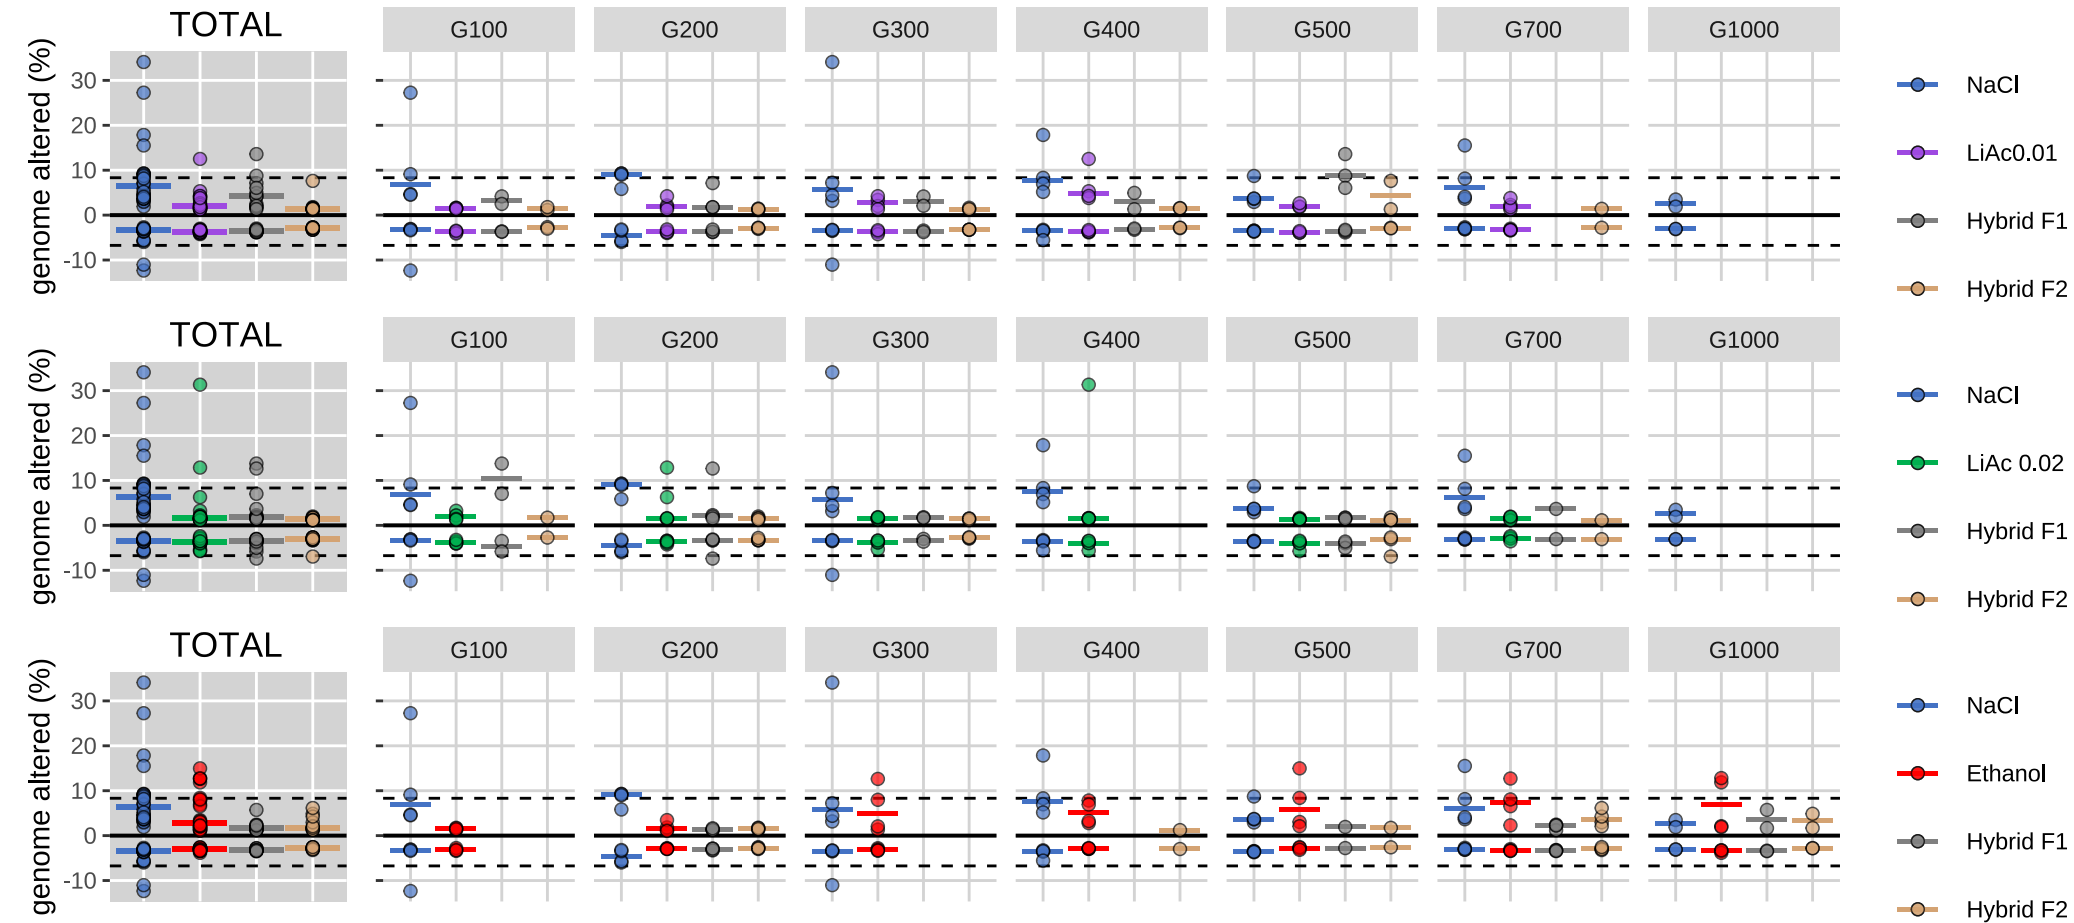 TOTAL G100 G200 G300 G400 G500 G700 G1000
genome altered (%)
30
20
10
0
-10
NaCl
LiAc0.01
Hybrid F1
Hybrid F2
TOTAL G100 G200 G300 G400 G500 G700 G1000
genome altered (%)
30
20
10
0
-10
NaCl
LiAc 0.02
Hybrid F1
Hybrid F2
TOTAL G100 G200 G300 G400 G500 G700 G1000
genome altered (%)
30
20
10
0
-10
NaCl
Ethanol
Hybrid F1
Hybrid F2